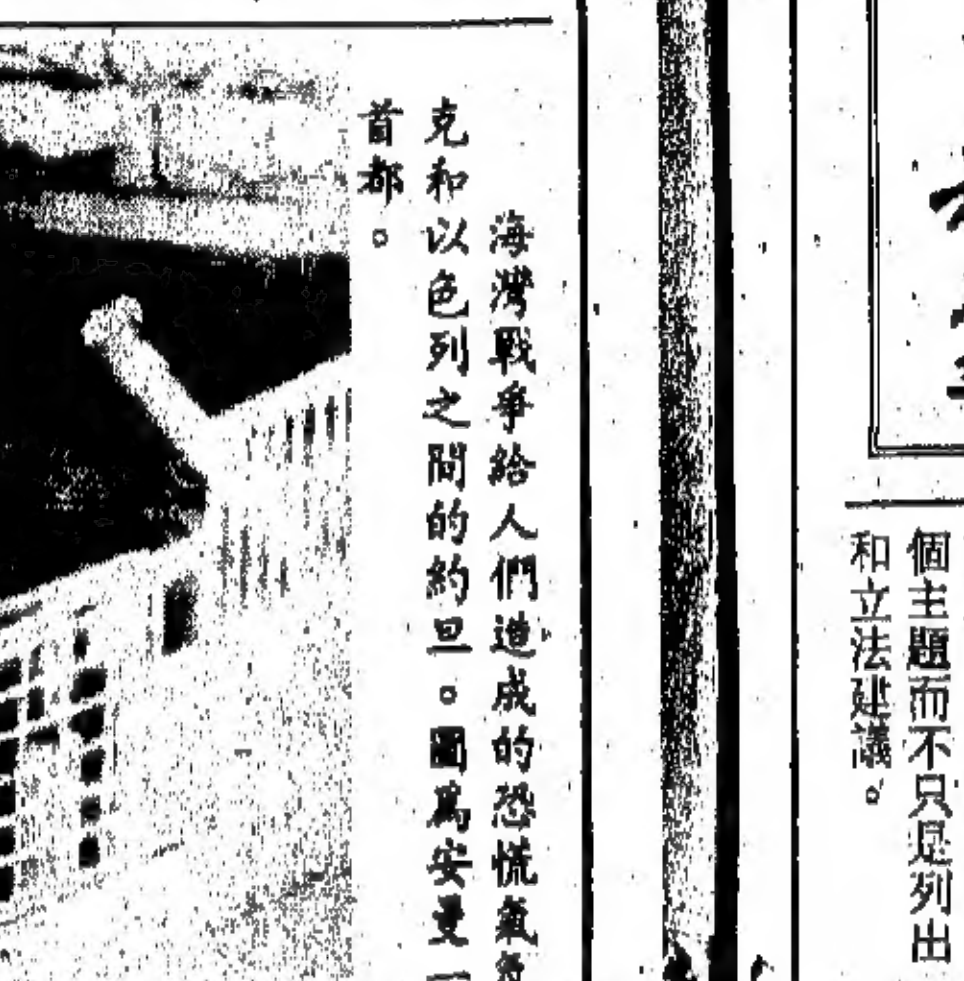 個主題而不只是列出
和立法建議。
海灣戰爭給人們造成的恐慌氣氛
克和以色列之間的約旦。圖爲安曼一
首都。